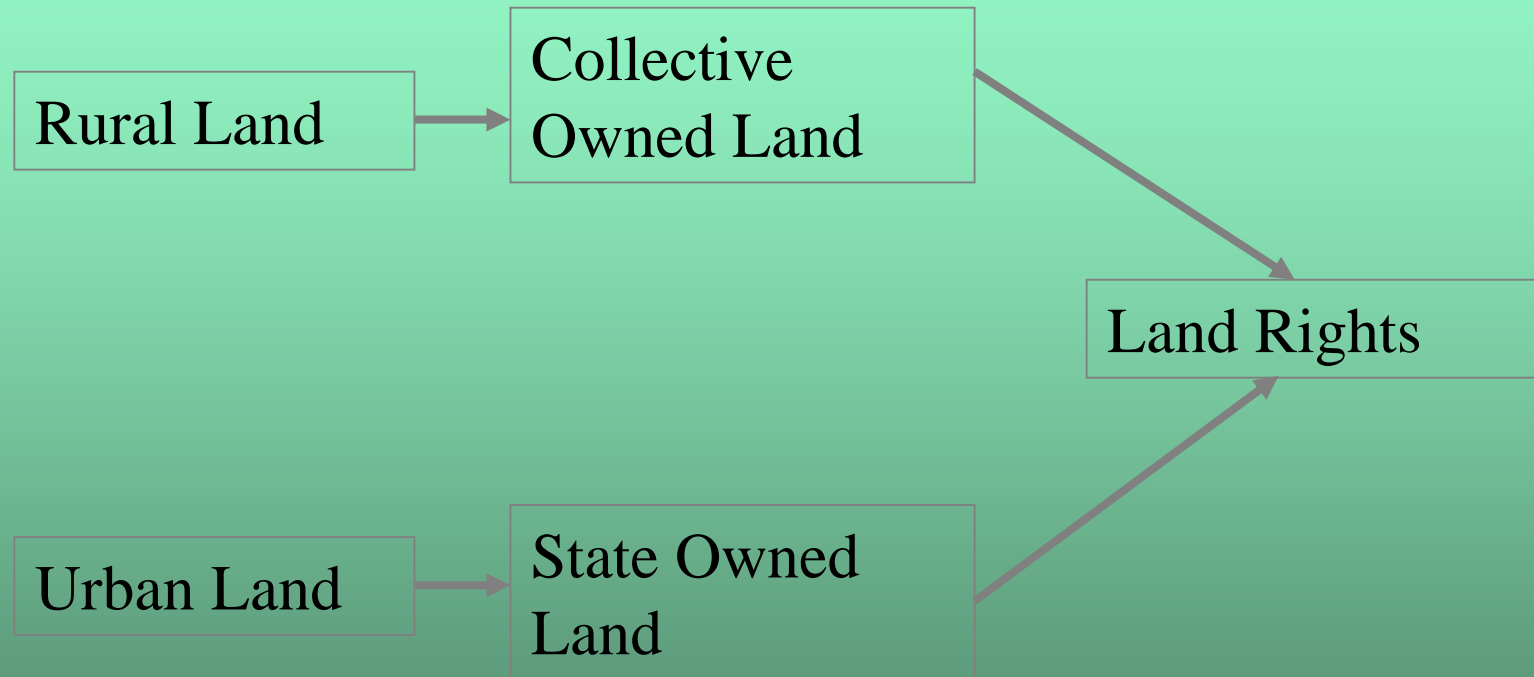 Rural Land
Collective
Owned Land
Land Rights
Urban Land
State Owned
Land